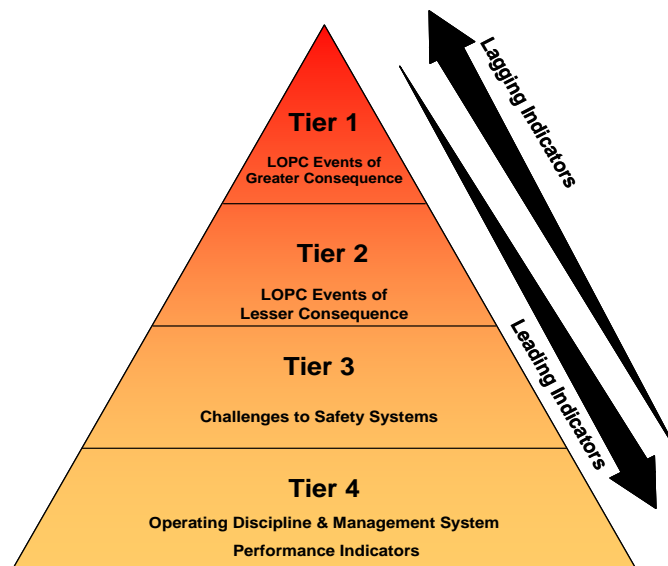 Tier 1
LOPC Events of
Greater Consequence
Tier 2
LOPC Events of
Lesser Consequence
Tier 3
Challenges to Safety Systems
Tier 4
Operating Discipline & Management System
Performance Indicators
Lagging Indicators
Leading Indicators